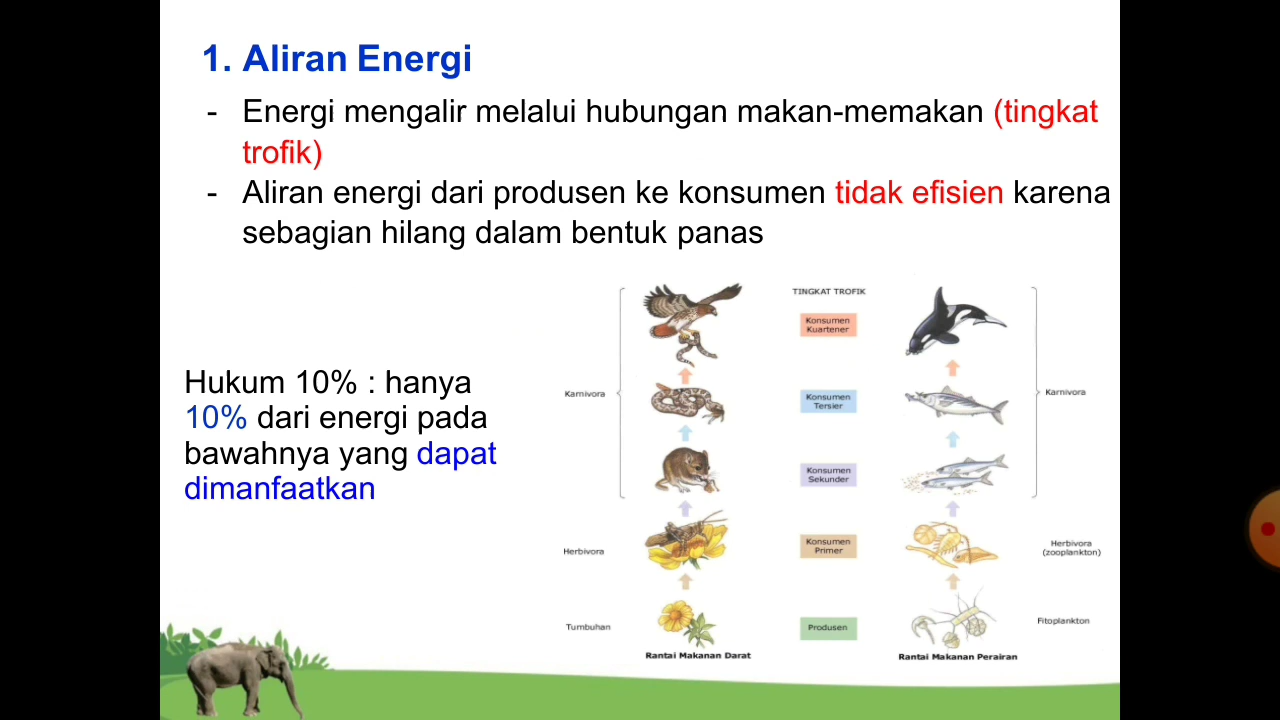 1. Aliran Energi
- Energi mengalir melalui hubungan makan-memakan (tingkat
trofik)
- Aliran energi dari produsen ke konsumen tidak efisien karena
sebagian hilang dalam bentuk panas
Hukum 10% : hanya
10% dari energi pada
bawahnya yang dapat
dimanfaatkan
TINGKAT TROFIK
Konsumen
Kuartener
Karnivora
Konsumen
Tersier
Karnivora
Konsumen
Sekunder
Herbivora
Konsumen
Primer
Herbivora
(zooplankton)
Tumbuhan
Produsen
Fitoplankton
Rantai Makanan Darat
Rantai Makanan Perairan